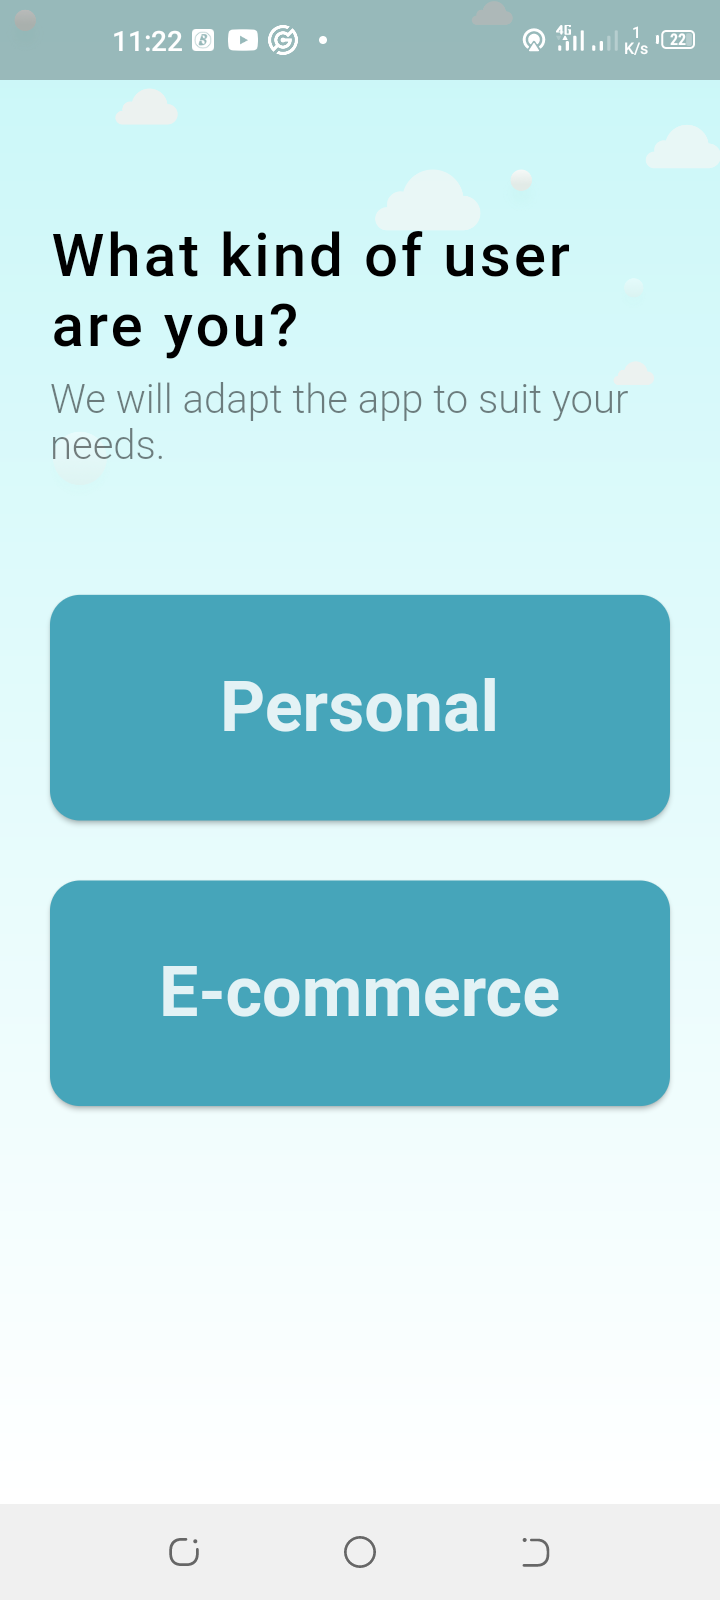 11:22
4G
1
K/s
22
What kind of user
are you?
We will adapt the app to suit your
needs.
Personal
E-commerce